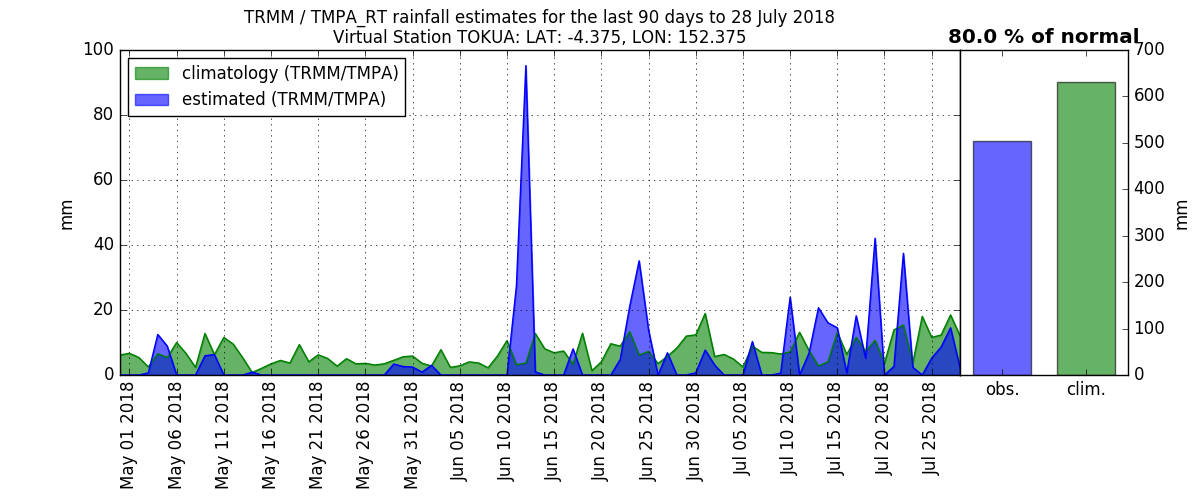 TRMM / TMPA_RT rainfall estimates for the last 90 days to 28 July 2018
Virtual Station TOKUA: LAT: -4.375, LON: 152.375
80.0 % of normal
climatology (TRMM/TMPA)
estimated (TRMM/TMPA)
100
80
60
40
20
0
mm
May 01 2018
May 06 2018
May 11 2018
May 16 2018
May 21 2018
May 26 2018
May 31 2018
Jun 05 2018
Jun 10 2018
Jun 15 2018
Jun 20 2018
Jun 25 2018
Jun 30 2018
Jul 05 2018
Jul 10 2018
Jul 15 2018
Jul 20 2018
Jul 25 2018
obs.
clim.
700
600
500
400
300
200
100
0
mm